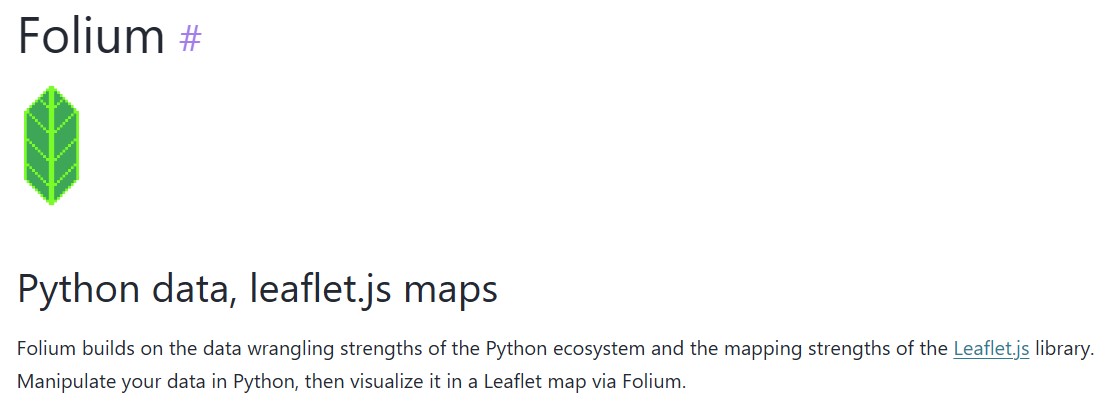 Folium #
Python data, leaflet.js maps
Folium builds on the data wrangling strengths of the Python ecosystem and the mapping strengths of the Leaflet.js library.
Manipulate your data in Python, then visualize it in a Leaflet map via Folium.